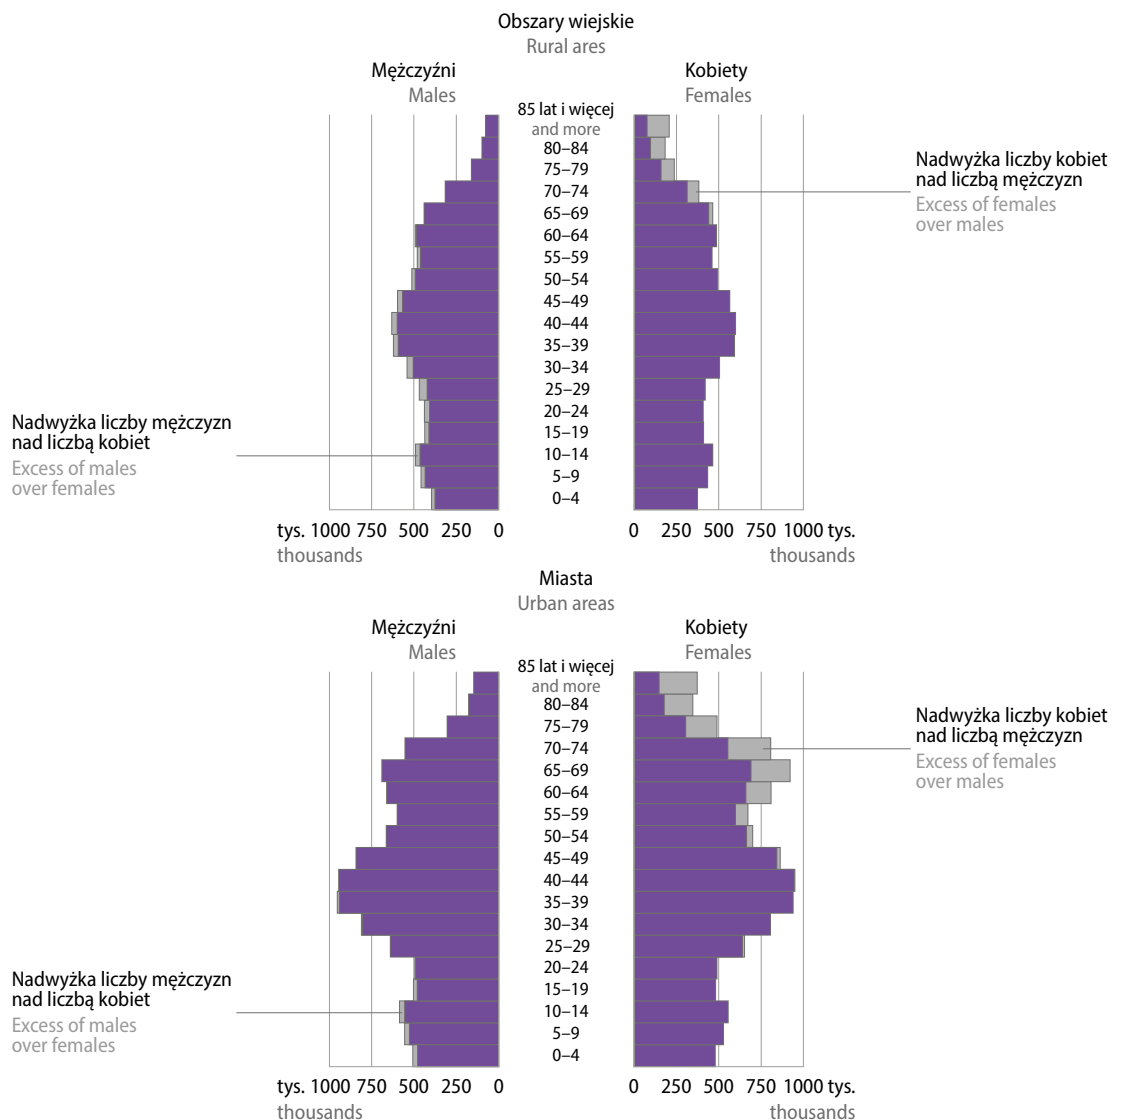 Obszary wiejskie
Rural ares
Mężczyźni
Males
Kobiety
Females
85 lat i więcej
and more
80–84
75–79
70–74
65–69
60–64
55–59
50–54
45–49
40–44
35–39
30–34
25–29
20–24
15–19
10–14
5–9
0–4
Nadwyżka liczby kobiet
nad liczbą mężczyzn
Excess of females
over males
Nadwyżka liczby mężczyzn
nad liczbą kobiet
Excess of males
over females
tys. 1000 750 500 250 0
thousands
0 250 500 750 1000 tys.
thousands
Miasta
Urban areas
Mężczyźni
Males
Kobiety
Females
85 lat i więcej
and more
80–84
75–79
70–74
65–69
60–64
55–59
50–54
45–49
40–44
35–39
30–34
25–29
20–24
15–19
10–14
5–9
0–4
Nadwyżka liczby kobiet
nad liczbą mężczyzn
Excess of females
over males
Nadwyżka liczby mężczyzn
nad liczbą kobiet
Excess of males
over females
tys. 1000 750 500 250 0
thousands
0 250 500 750 1000 tys.
thousands